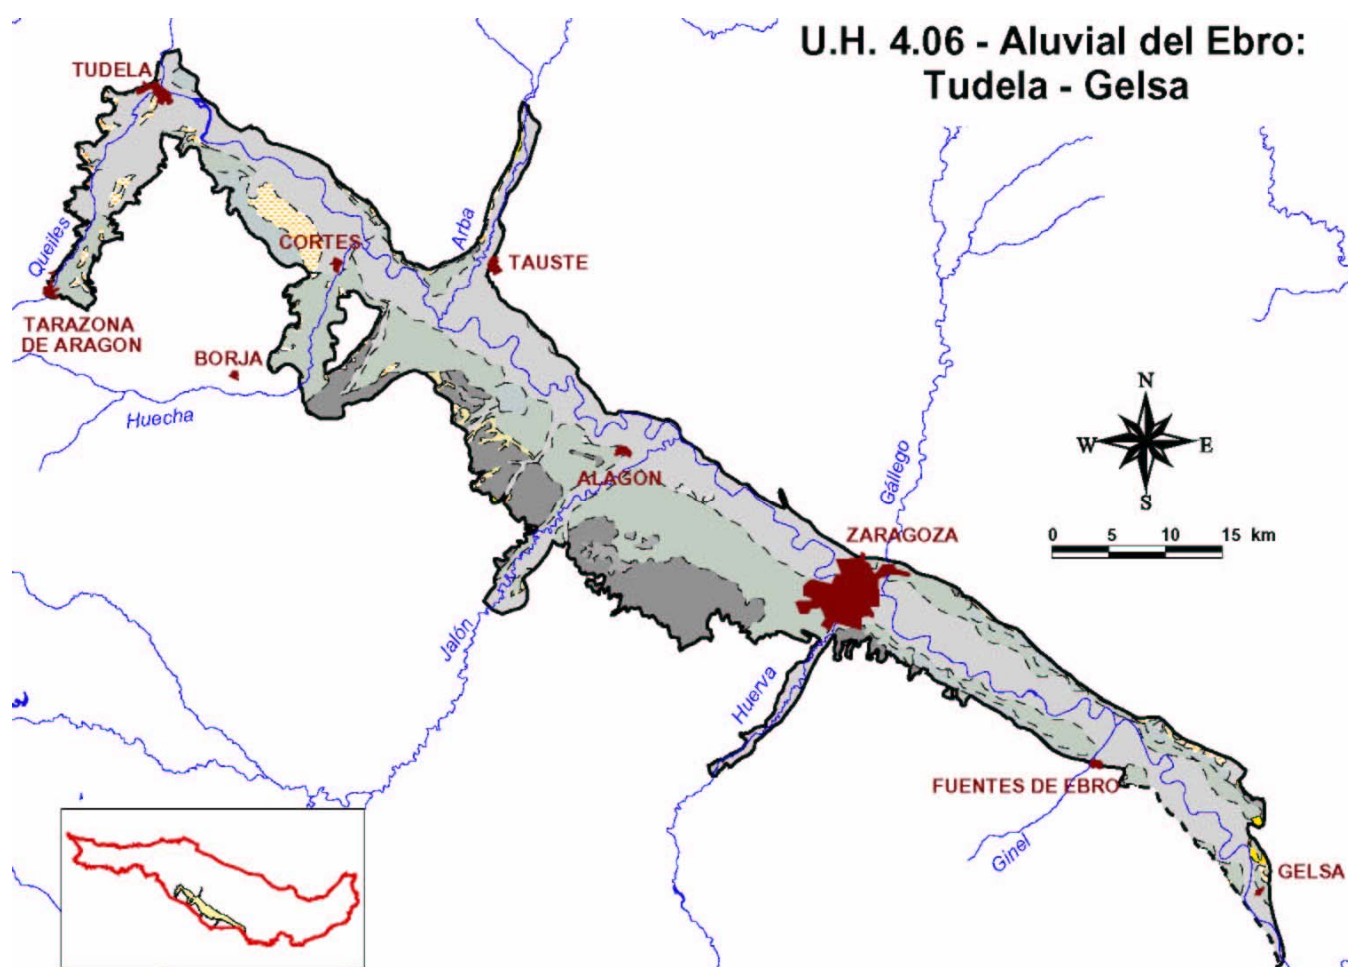 U.H. 4.06 - Aluvial del Ebro:
Tudela - Gelsa
TUDELA
Queiles
CORTES
Arba
TAUSTE
TARAZONA
DE ARAGON
BORJA
Huecha
ALAGON
Gállego
N
W
E
S
ZARAGOZA
0 5 10 15 km
Jalón
Huerva
FUENTES DE EBRO
Ginel
GELSA